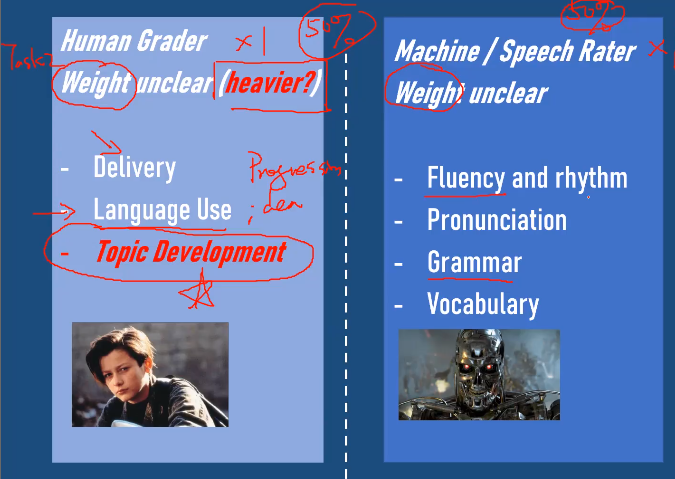 Human Grader x 1 50%
Task2
Weight unclear (heavier?)
- Delivery
- Language Use
- Topic Development
Progression
idea
50%
Machine / Speech Rater x
Weight unclear
- Fluency and rhythm
- Pronunciation
- Grammar
- Vocabulary